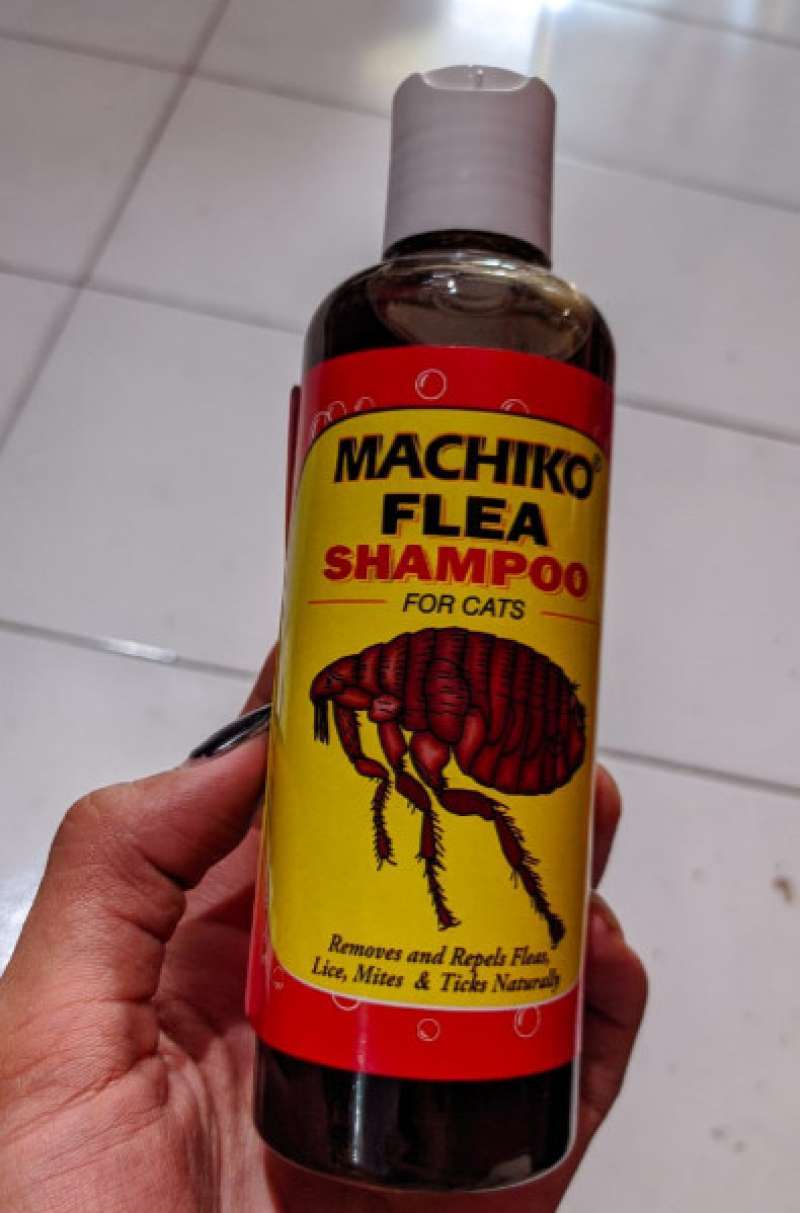 MACHIKO®
FLEA
SHAMPOO
FOR CATS
Removes and Repels Fleas,
Lice, Mites & Ticks Naturally